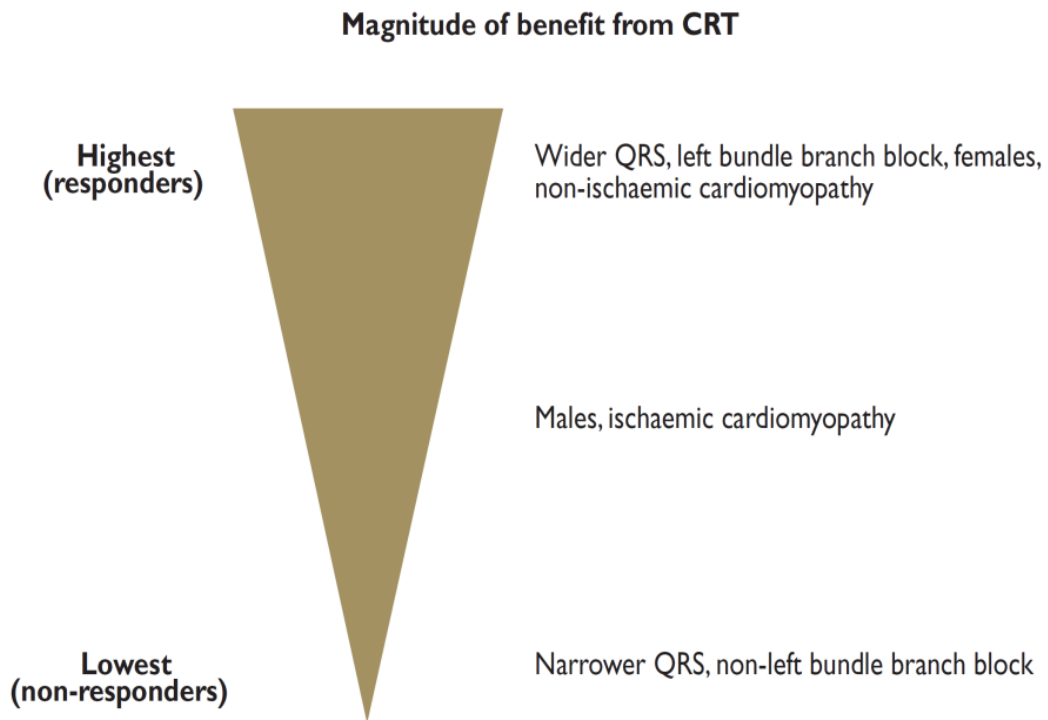 Magnitude of benefit from CRT
Highest
(responders)
Wider QRS, left bundle branch block, females,
non-ischaemic cardiomyopathy
Males, ischaemic cardiomyopathy
Lowest
(non-responders)
Narrower QRS, non-left bundle branch block